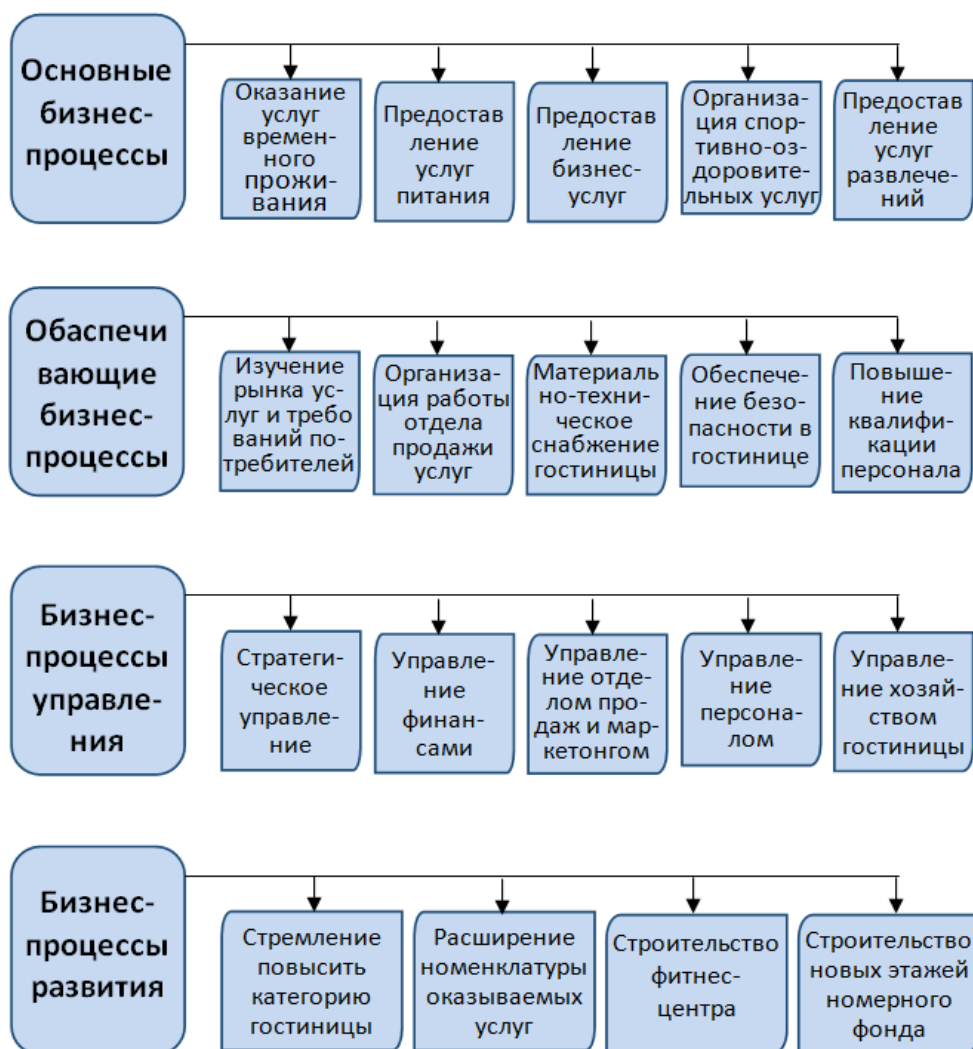 Основные
бизнес-
процессы
Оказание
услуг
времен-
ного
прожи-
вания
Предостав
ление
услуг
питания
Предостав
ление
бизнес-
услуг
Организа-
ция спор-
тивно-оз-
доровите-
льных услуг
Предостав
ление
услуг
развлече-
ний
Обаспечи
вающие
бизнес-
процессы
Изучение
рынка ус-
луг и требо
ваний по-
требителей
Организа-
ция работы
отдела
продажи
услуг
Материаль
но-техни-
ческое
снабжение
гостиницы
Обеспече-
ние безо-
пасности в
гостинице
Повыше-
ние
квалифи-
кации
персонала
Бизнес-
процессы
управле-
ния
Стратеги-
ческое
управле-
ние
Управле-
ние
финан-
сами
Управле-
ние отде-
лом про-
даж и мар-
кетонгом
Управле-
ние
персона-
лом
Управле-
ние хозяй-
ством
гостиницы
Бизнес-
процессы
развития
Стремление
повысить
категорию
гостиницы
Расширение
номенклатуры
оказываемых
услуг
Строительство
фитнес-
центра
Строительство
новых этажей
номерного
фонда